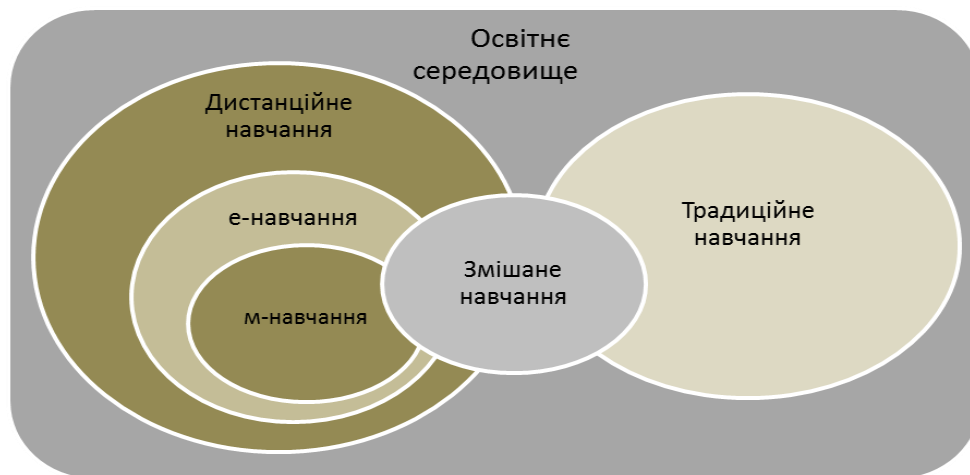 Освітнє
середовище
Дистанційне
навчання
е-навчання
м-навчання
Змішане
навчання
Традиційне
навчання